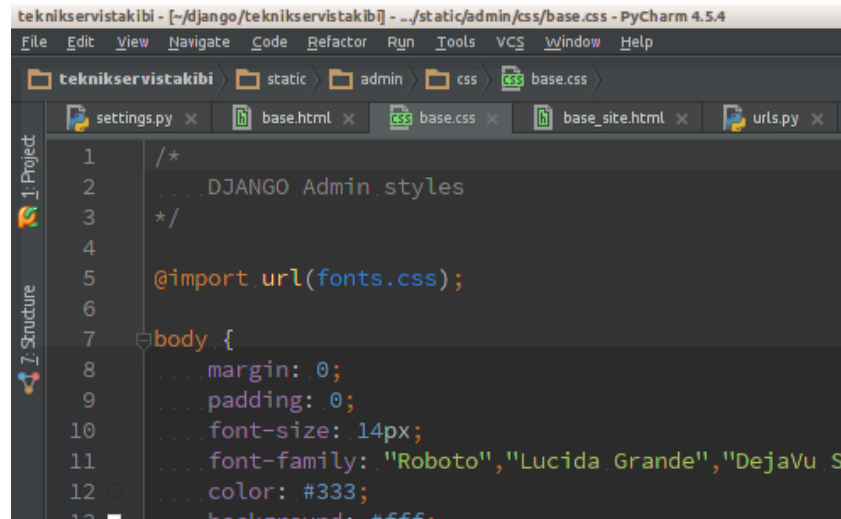 teknikservistakibi - [~/django/teknikservistakibi] - .../static/admin/css/base.css - PyCharm 4.5.4
File Edit View Navigate Code Refactor Run Tools VCS Window Help
teknikservistakibi static admin css base.css
settings.py base.html base.css base_site.html urls.py
1: Project
7: Structure
1 /*
2 DJANGO Admin styles
3 */
4
5 @import url(fonts.css);
6
7 body {
8 margin: 0;
9 padding: 0;
10 font-size: 14px;
11 font-family: "Roboto","Lucida Grande","DejaVu S
12 color: #333;
13 background: #fff;